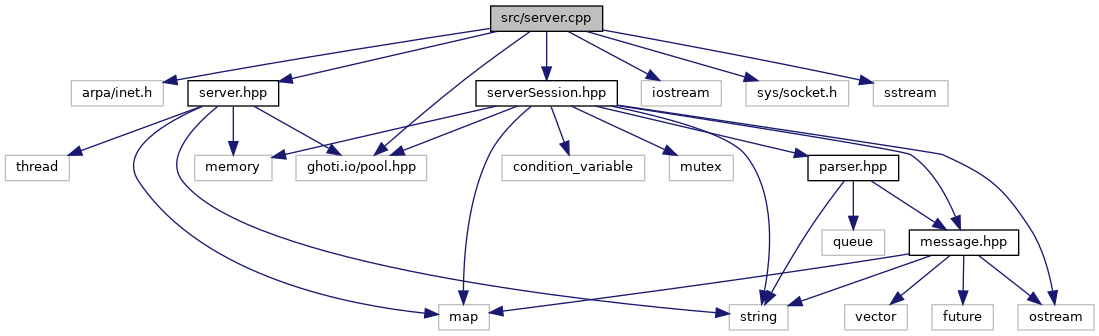 src/server.cpp
arpa/inet.h
server.hpp
serverSession.hpp
iostream
sys/socket.h
sstream
thread
memory
ghoti.io/pool.hpp
condition_variable
mutex
parser.hpp
queue
message.hpp
map
string
vector
future
ostream